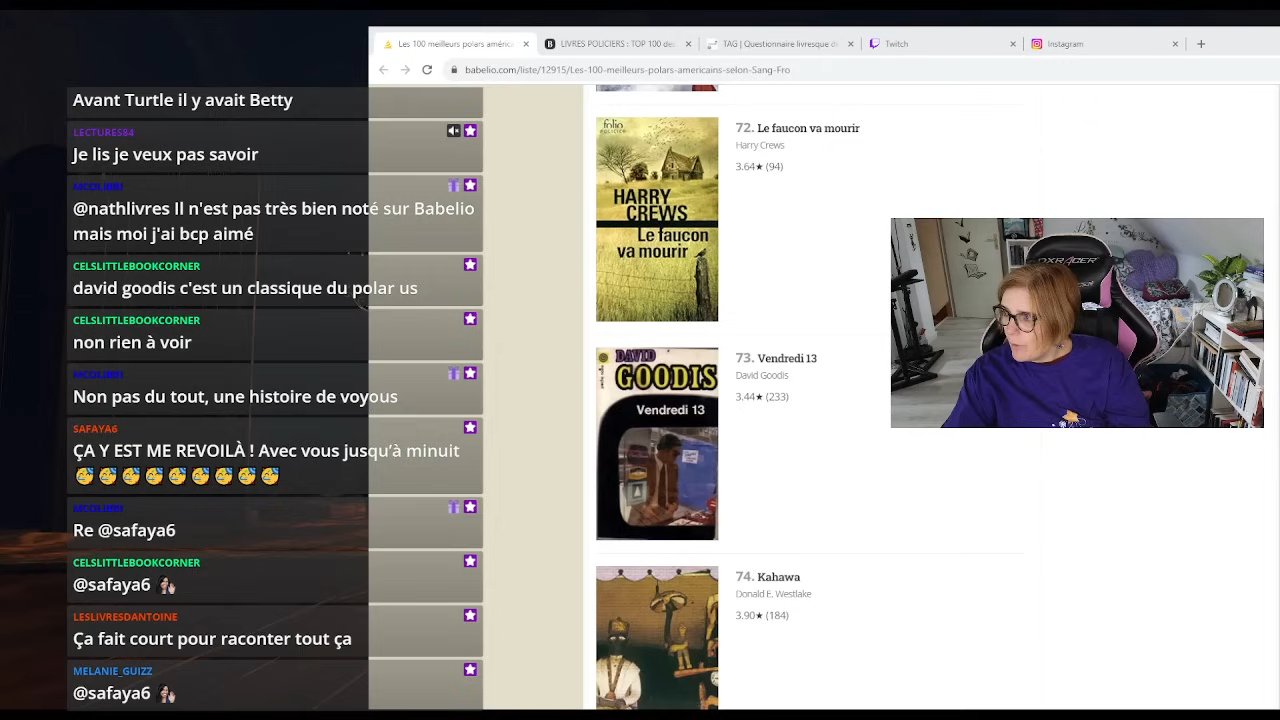 Les 100 meilleurs polars améric
LIVRES POLICIERS : TOP 100 des
TAG | Questionnaire livresque d
Twitch
Instagram
babelio.com/liste/12915/Les-100-meilleurs-polars-americains-selon-Sang-Fro
Avant Turtle il y avait Betty
LECTURES84
Je lis je veux pas savoir
@nathlivres Il n'est pas très bien noté sur Babelio
mais moi j'ai bcp aimé
CELSLITTLEBOOKCORNER
david goodis c'est un classique du polar us
CELSLITTLEBOOKCORNER
non rien à voir
Non pas du tout, une histoire de voyous
SAFAYA6
ÇA Y EST ME REVOILÀ ! Avec vous jusqu'à minuit
Re @safaya6
CELSLITTLEBOOKCORNER
@safaya6
LESLIVRESDANTOINE
Ça fait court pour raconter tout ça
MELANIE_GUIZZ
@safaya6
folio
policier
HARRY
CREWS
Le faucon
va mourir
72. Le faucon va mourir
Harry Crews
3.64★ (94)
DXRACER
DAVID
GOODIS
Vendredi 13
73. Vendredi 13
David Goodis
3.44★ (233)
74. Kahawa
Donald E. Westlake
3.90★ (184)